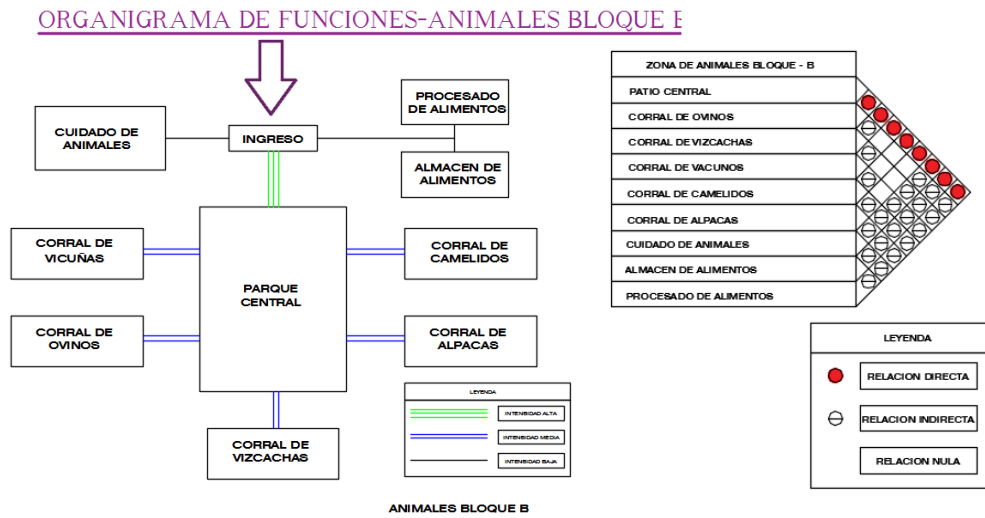 ORGANIGRAMA DE FUNCIONES-ANIMALES BLOQUE
CUIDADO DE
ANIMALES
INGRESO
PROCESADO
DE ALIMENTOS
ALMACEN DE
ALIMENTOS
CORRAL DE
VICUÑAS
CORRAL DE
OVINOS
PARQUE
CENTRAL
CORRAL DE
CAMELIDOS
CORRAL DE
ALPACAS
CORRAL DE
VIZCACHAS
LEYENDA
INTENSIDAD ALTA
INTENSIDAD MEDIA
INTENSIDAD BAJA
ANIMALES BLOQUE B
ZONA DE ANIMALES BLOQUE - B
PATIO CENTRAL
CORRAL DE OVINOS
CORRAL DE VIZCACHAS
CORRAL DE VACUNOS
CORRAL DE CAMELIDOS
CORRAL DE ALPACAS
CUIDADO DE ANIMALES
ALMACEN DE ALIMENTOS
PROCESADO DE ALIMENTOS
LEYENDA
RELACION DIRECTA
RELACION INDIRECTA
RELACION NULA